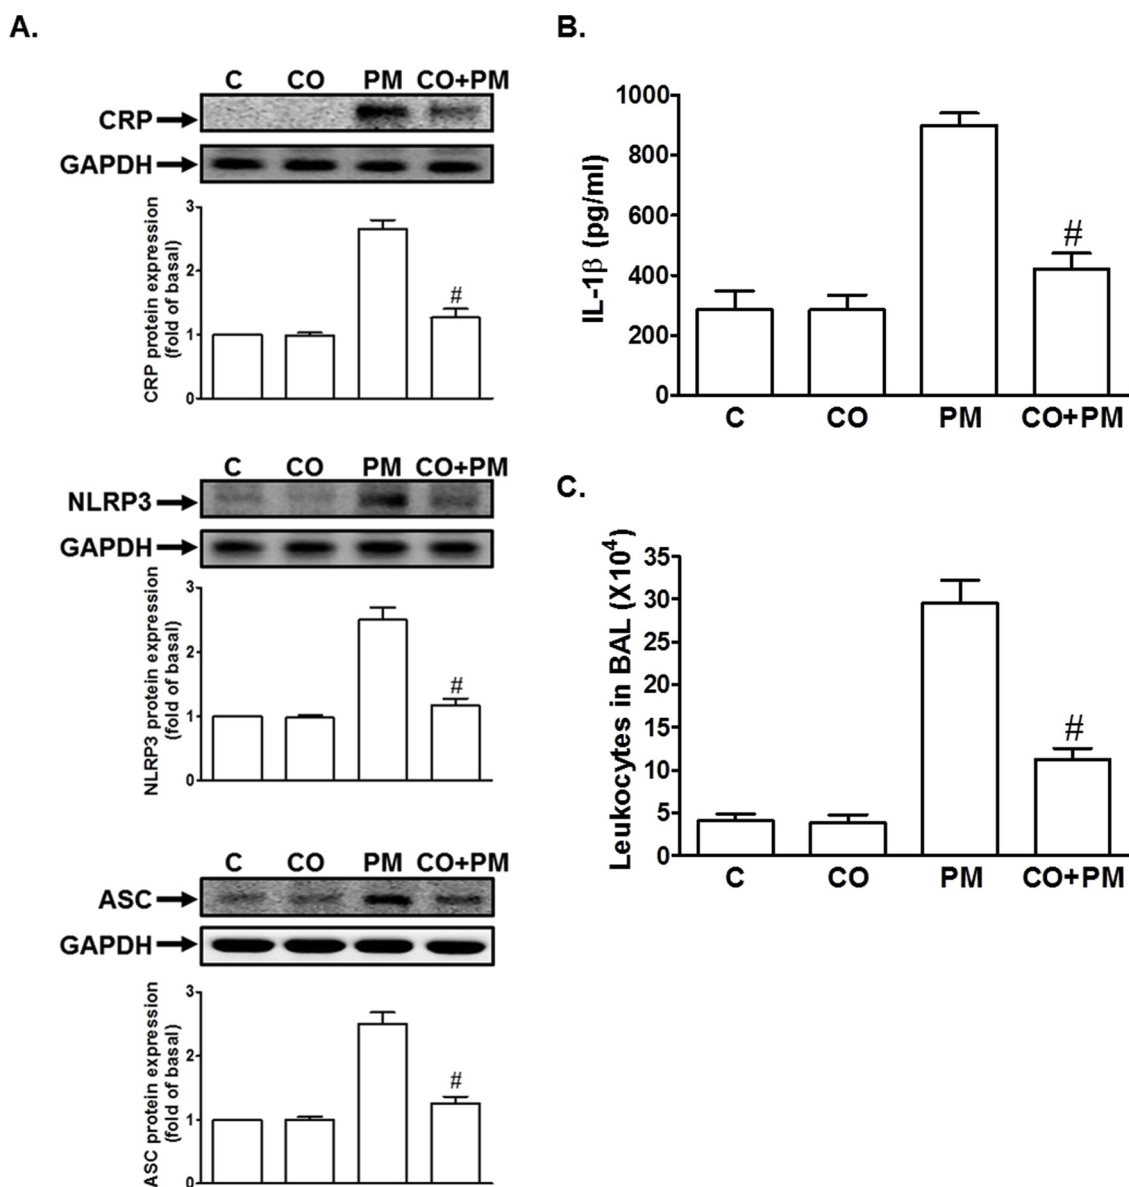 A.
C CO PM CO+PM
CRP
GAPDH
CRP protein expression
(fold of basal)
3
2
1
0
#
C CO PM CO+PM
NLRP3
GAPDH
NLRP3 protein expression
(fold of basal)
3
2
1
0
#
C CO PM CO+PM
ASC
GAPDH
ASC protein expression
(fold of basal)
3
2
1
0
#
B.
IL-1β (pg/ml)
1000
800
600
400
200
0
#
C CO PM CO+PM
C.
Leukocytes in BAL (X10⁴)
35
30
25
20
15
10
5
0
#
C CO PM CO+PM